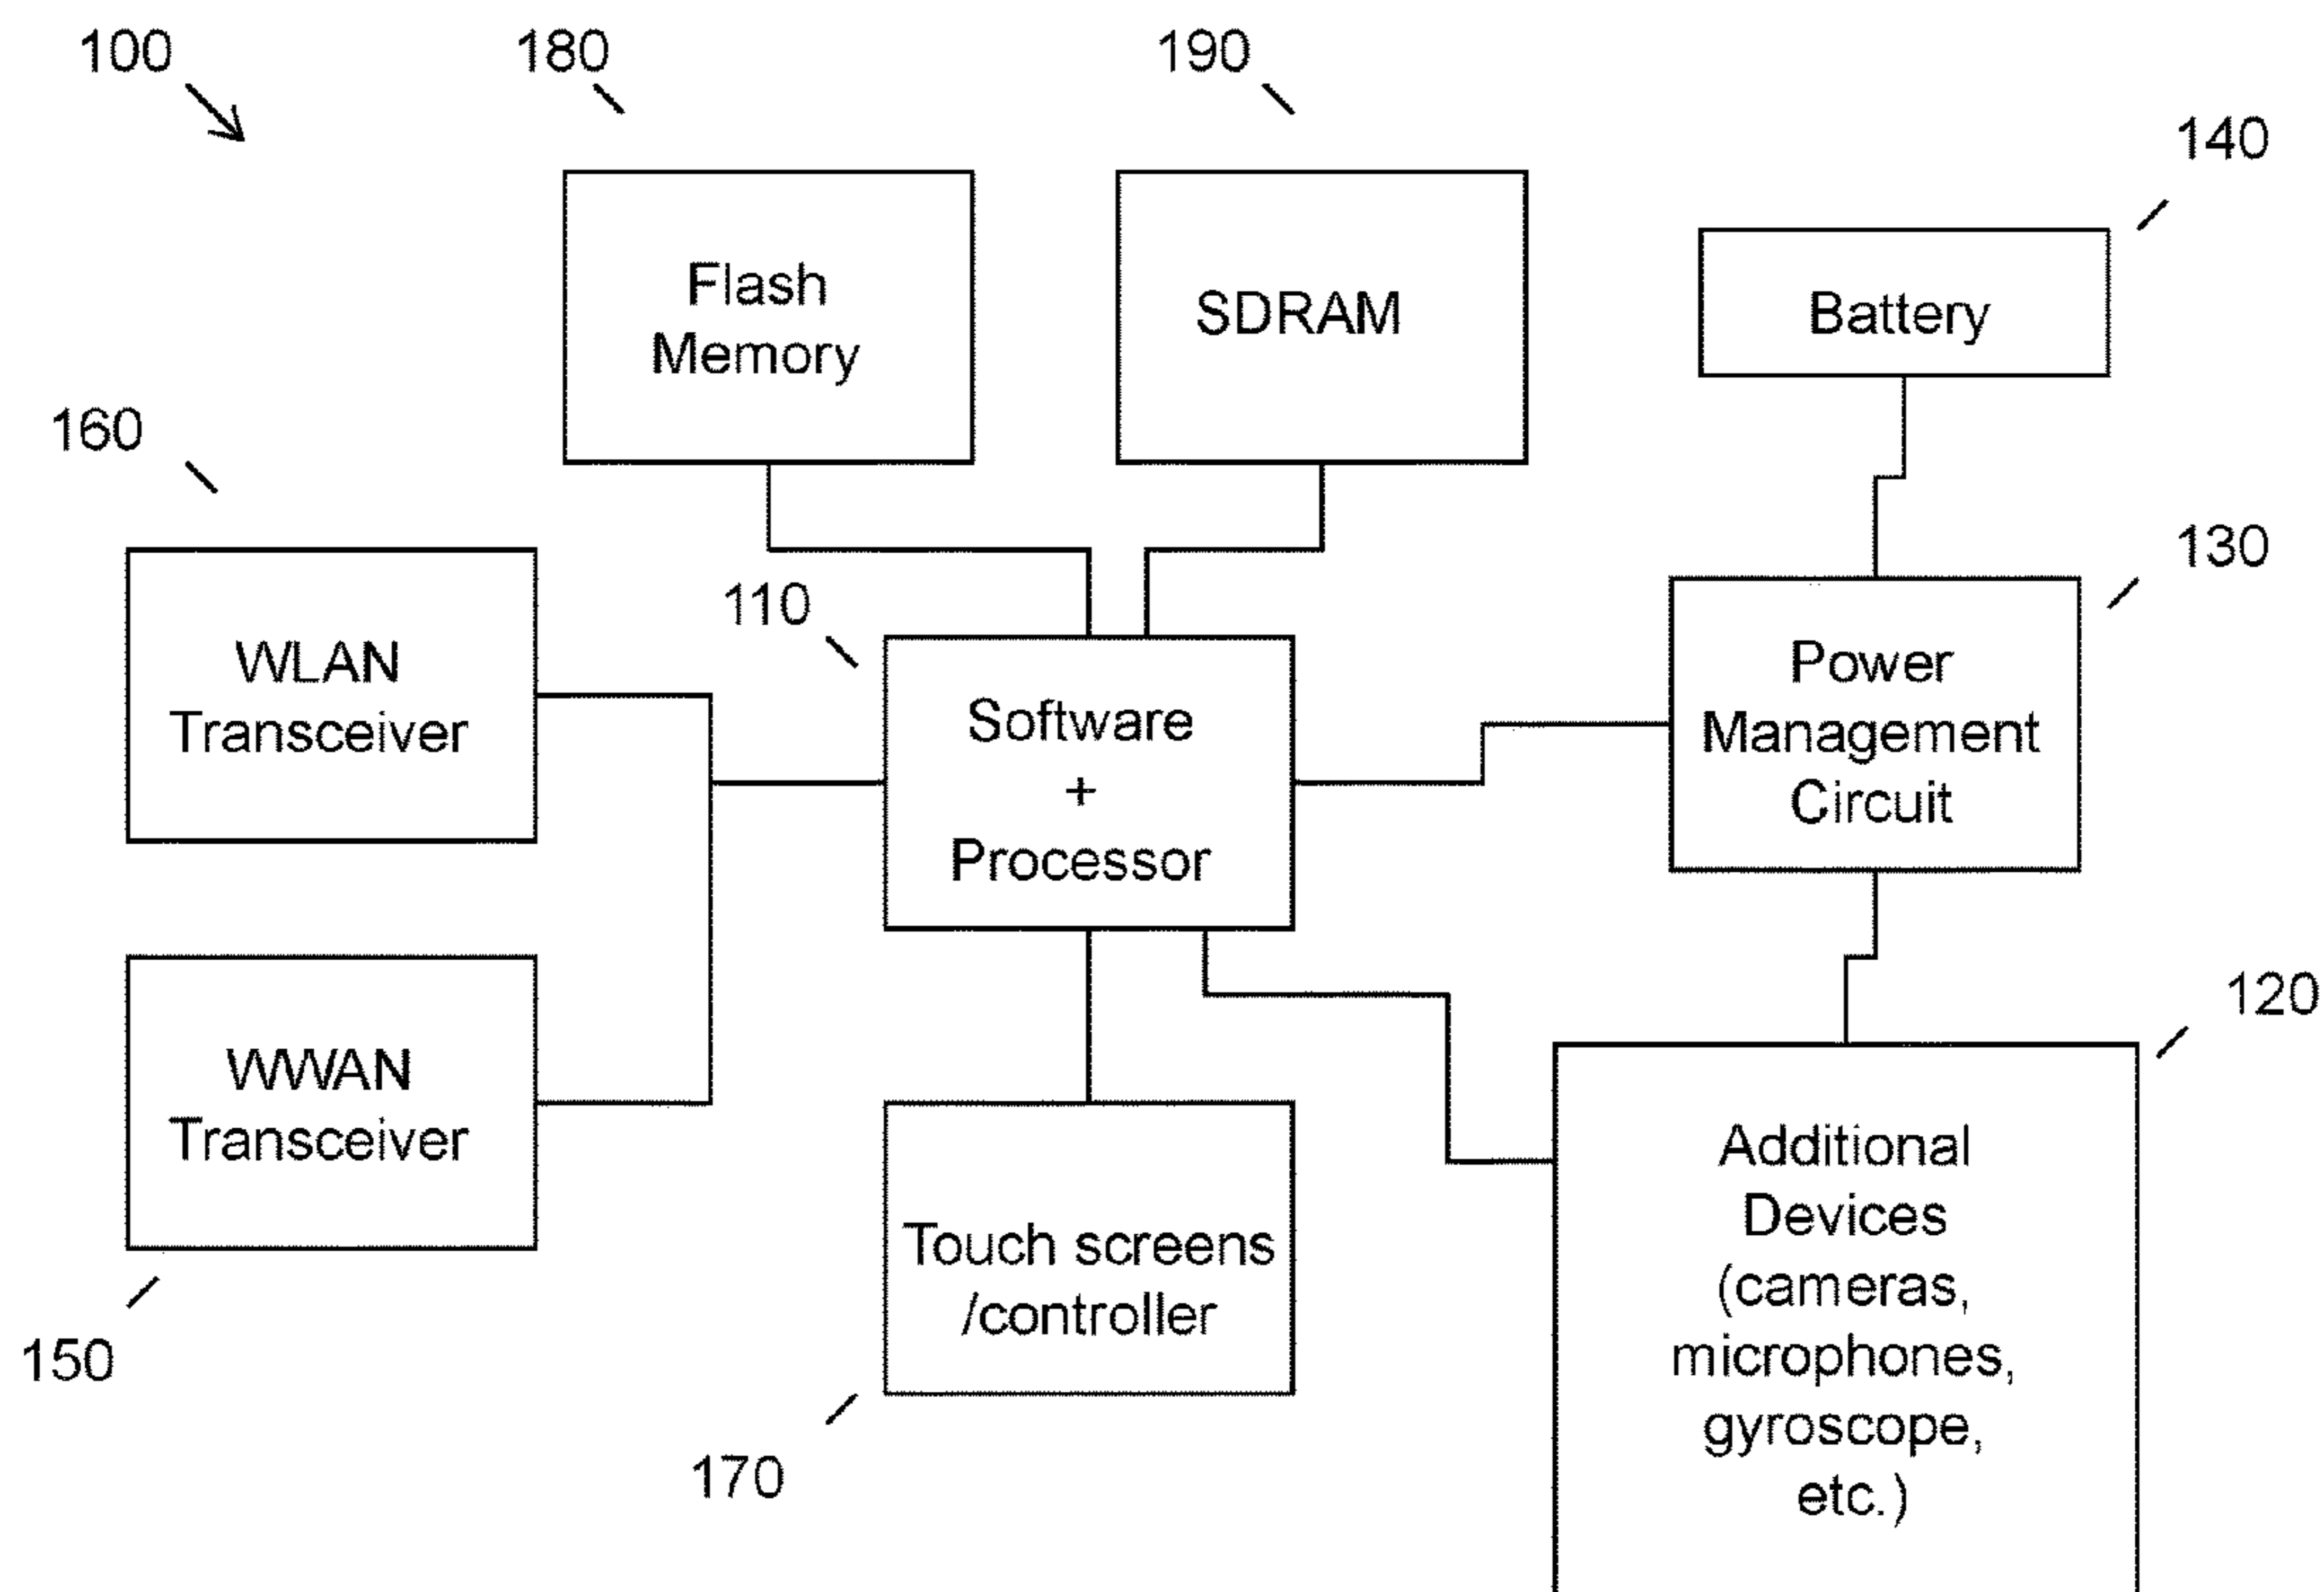 100
180
190
140
Flash
Memory
SDRAM
Battery
160
130
110
WLAN
Transceiver
Software
+
Processor
Power
Management
Circuit
120
WWAN
Transceiver
Touch screens
/controller
Additional
Devices
(cameras,
microphones,
gyroscope,
etc.)
150
170